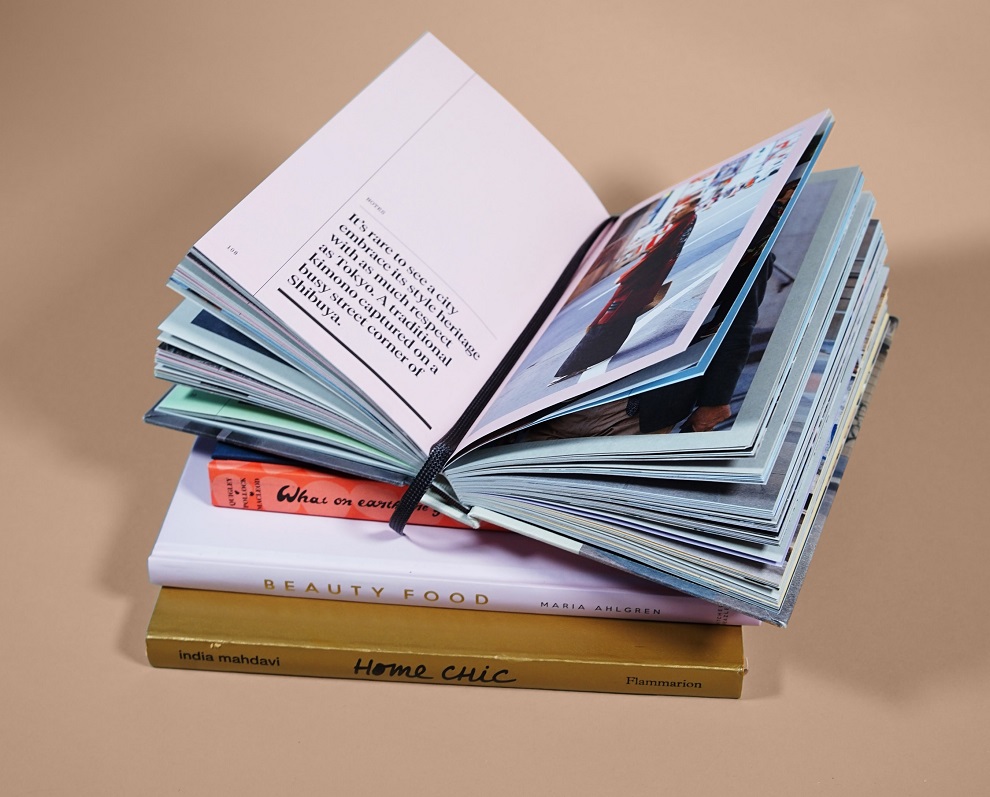 NOTES
It's rare to see a city
embrace its style heritage
with as much respect
as Tokyo. A traditional
kimono captured on a
busy street corner of
Shibuya.
108
QUIGLEY
POLLOCK
MACLEOD
What on earth
BEAUTY FOOD
MARIA AHLGREN
india mahdavi
HOME CHIC
Flammarion